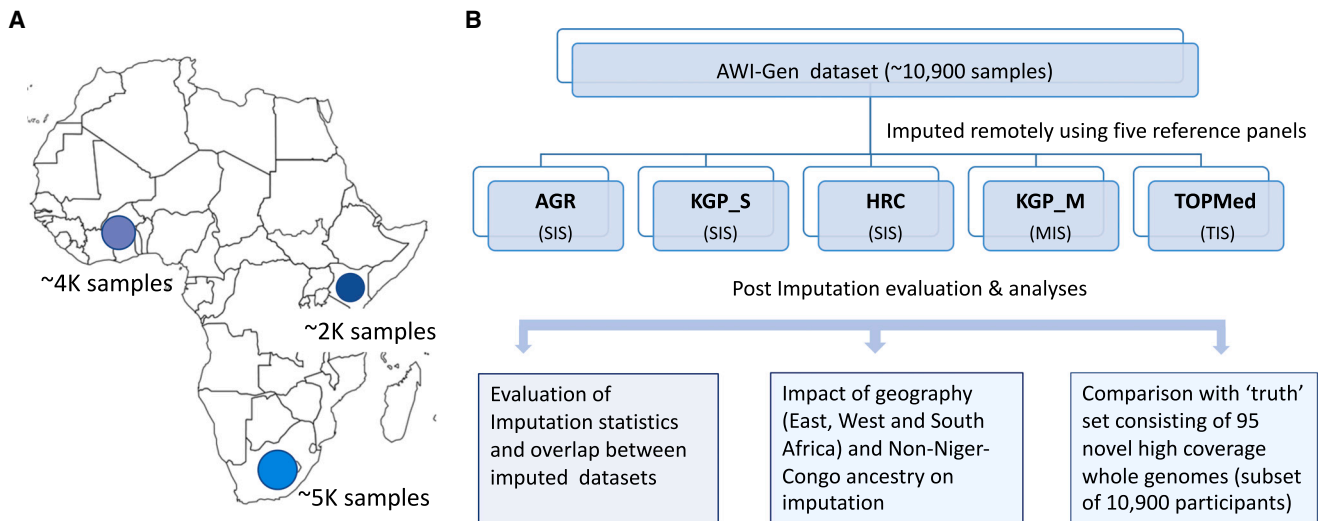 A
~4K samples
~2K samples
~5K samples
B
AWI-Gen dataset (~10,900 samples)
Imputed remotely using five reference panels
AGR
(SIS)
KGP_S
(SIS)
HRC
(SIS)
KGP_M
(MIS)
TOPMed
(TIS)
Post Imputation evaluation & analyses
Evaluation of
Imputation statistics
and overlap between
imputed datasets
Impact of geography
(East, West and South
Africa) and Non-Niger-
Congo ancestry on
imputation
Comparison with ‘truth’
set consisting of 95
novel high coverage
whole genomes (subset
of 10,900 participants)